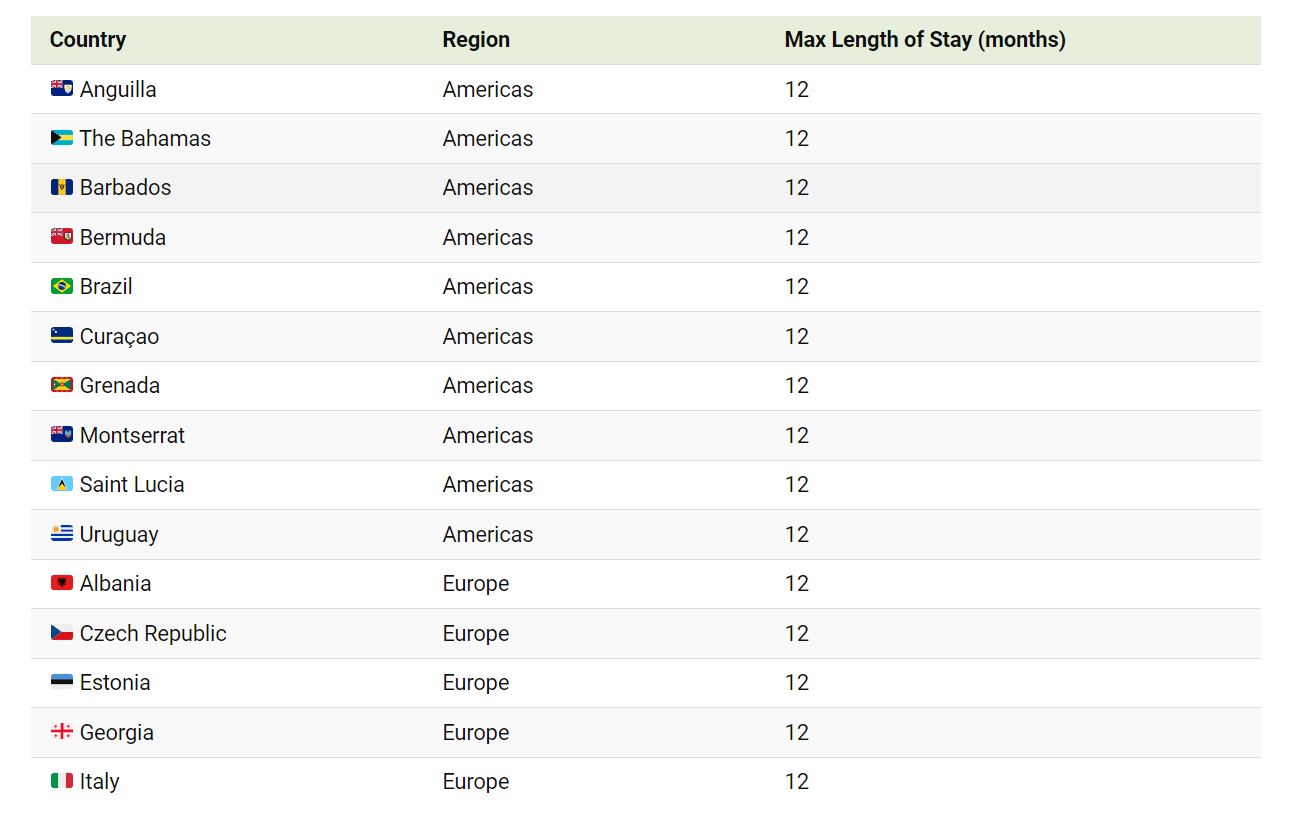 Country Region Max Length of Stay (months)
Anguilla Americas 12
The Bahamas Americas 12
Barbados Americas 12
Bermuda Americas 12
Brazil Americas 12
Curaçao Americas 12
Grenada Americas 12
Montserrat Americas 12
Saint Lucia Americas 12
Uruguay Americas 12
Albania Europe 12
Czech Republic Europe 12
Estonia Europe 12
Georgia Europe 12
Italy Europe 12